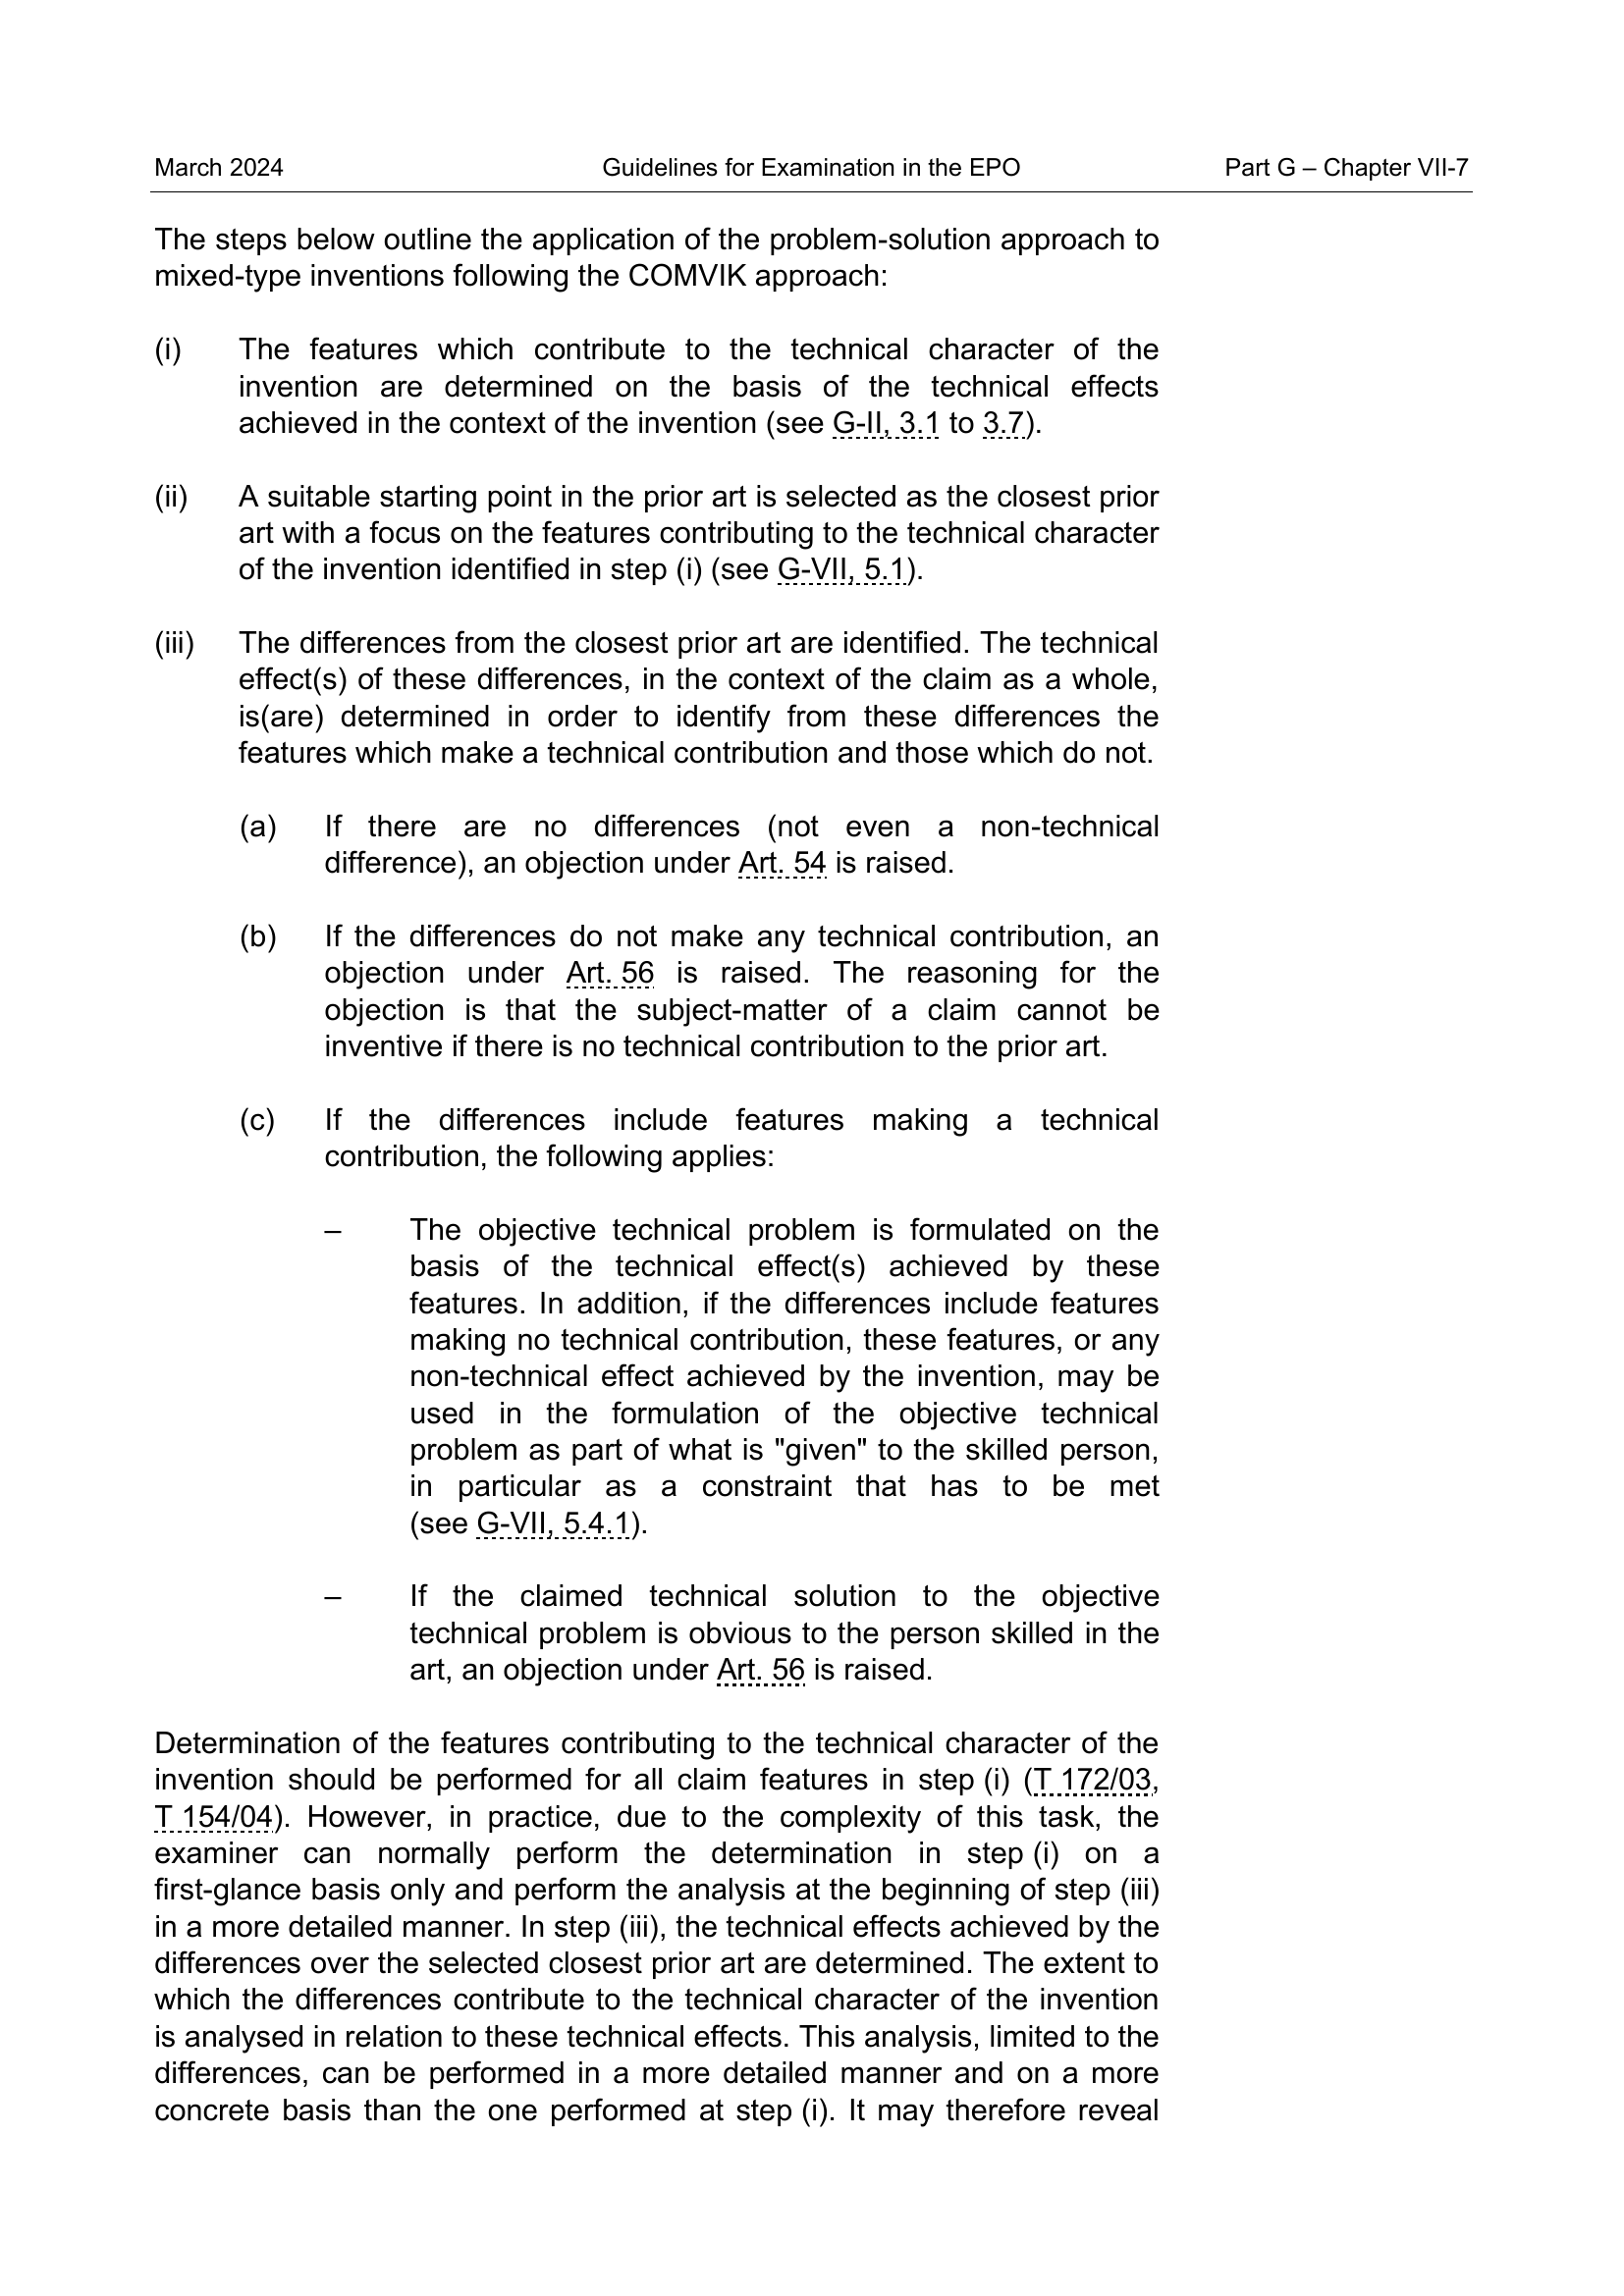 March 2024 Guidelines for Examination in the EPO Part G – Chapter VII-7
The steps below outline the application of the problem-solution approach to
mixed-type inventions following the COMVIK approach:
(i) The features which contribute to the technical character of the
invention are determined on the basis of the technical effects
achieved in the context of the invention (see G-II, 3.1 to 3.7).
(ii) A suitable starting point in the prior art is selected as the closest prior
art with a focus on the features contributing to the technical character
of the invention identified in step (i) (see G-VII, 5.1).
(iii) The differences from the closest prior art are identified. The technical
effect(s) of these differences, in the context of the claim as a whole,
is(are) determined in order to identify from these differences the
features which make a technical contribution and those which do not.
(a) If there are no differences (not even a non-technical
difference), an objection under Art. 54 is raised.
(b) If the differences do not make any technical contribution, an
objection under Art. 56 is raised. The reasoning for the
objection is that the subject-matter of a claim cannot be
inventive if there is no technical contribution to the prior art.
(c) If the differences include features making a technical
contribution, the following applies:
– The objective technical problem is formulated on the
basis of the technical effect(s) achieved by these
features. In addition, if the differences include features
making no technical contribution, these features, or any
non-technical effect achieved by the invention, may be
used in the formulation of the objective technical
problem as part of what is "given" to the skilled person,
in particular as a constraint that has to be met
(see G-VII, 5.4.1).
– If the claimed technical solution to the objective
technical problem is obvious to the person skilled in the
art, an objection under Art. 56 is raised.
Determination of the features contributing to the technical character of the
invention should be performed for all claim features in step (i) (T 172/03,
T 154/04). However, in practice, due to the complexity of this task, the
examiner can normally perform the determination in step (i) on a
first-glance basis only and perform the analysis at the beginning of step (iii)
in a more detailed manner. In step (iii), the technical effects achieved by the
differences over the selected closest prior art are determined. The extent to
which the differences contribute to the technical character of the invention
is analysed in relation to these technical effects. This analysis, limited to the
differences, can be performed in a more detailed manner and on a more
concrete basis than the one performed at step (i). It may therefore reveal